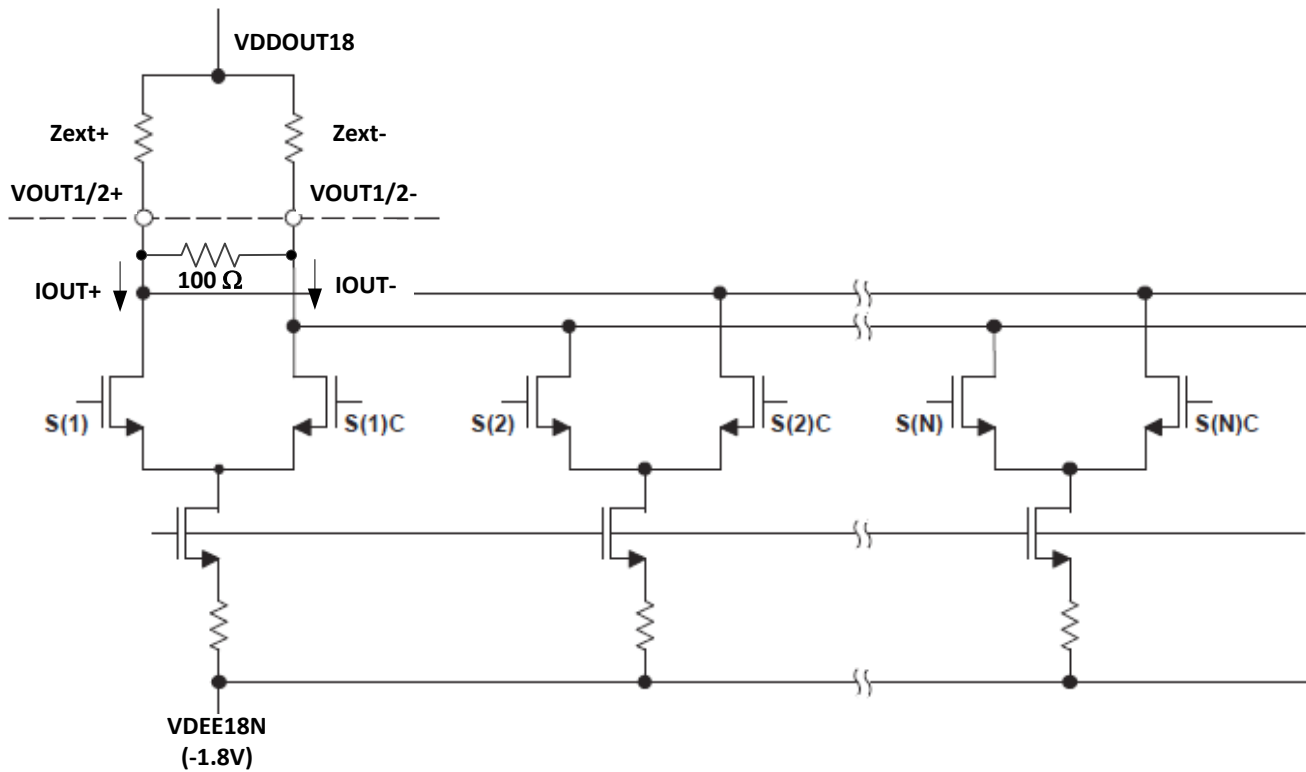 VDDOUT18
Zext+
Zext-
VOUT1/2+
VOUT1/2-
100 Ω
IOUT+
IOUT-
S(1)
S(1)C
S(2)
S(2)C
S(N)
S(N)C
VDEE18N
(-1.8V)